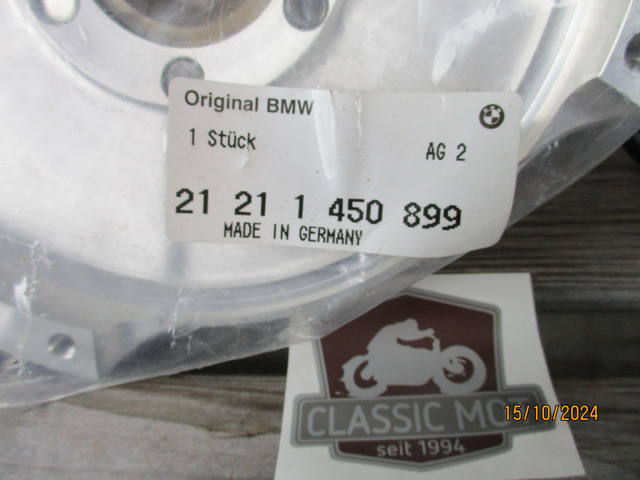 Original BMW
1 Stück
AG 2
21 21 1 450 899
MADE IN GERMANY
CLASSIC MOT
15/10/2024
seit 1994